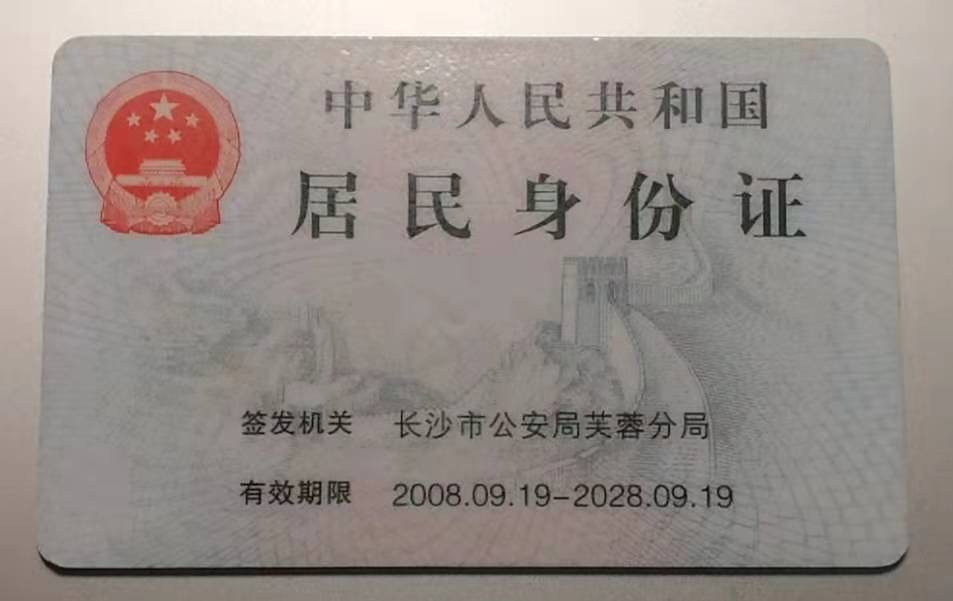 中华人民共和国
居民身份证
签发机关 长沙市公安局芙蓉分局
有效期限 2008.09.19-2028.09.19